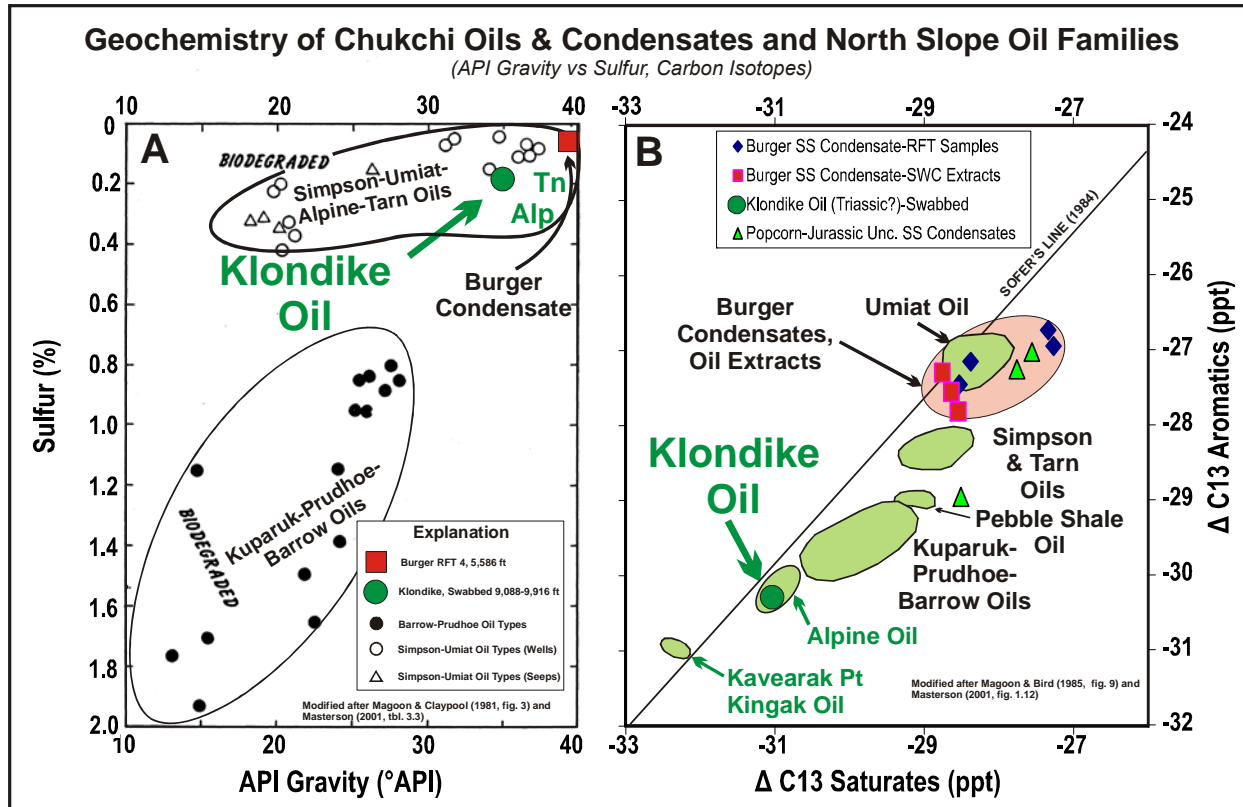 Geochemistry of Chukchi Oils & Condensates and North Slope Oil Families
(API Gravity vs Sulfur, Carbon Isotopes)
10 20 30 40
0
0.2
0.4
0.6
0.8
1.0
1.2
1.4
1.6
1.8
2.0
Sulfur (%)
A
BIODEGRADED
Simpson-Umiat-
Alpine-Tarn Oils
Tn
Alp
Klondike
Oil
Burger
Condensate
BIODEGRADED
Kuparuk-Prudhoe-
Barrow Oils
Explanation
Burger RFT 4, 5,586 ft
Klondike, Swabbed 9,088-9,916 ft
Barrow-Prudhoe Oil Types
Simpson-Umiat Oil Types (Wells)
Simpson-Umiat Oil Types (Seeps)
Modified after Magoon & Claypool (1981, fig. 3) and
Masterson (2001, tbl. 3.3)
10 20 30 40
API Gravity (°API)
-33 -31 -28 -27
B
Burger SS Condensate-RFT Samples
Burger SS Condensate-SWC Extracts
Klondike Oil (Triassic?)-Swabbed
Popcorn-Jurassic Unc. SS Condensates
SOFER'S LINE (1984)
Burger
Condensates,
Oil Extracts
Umiat Oil
Klondike
Oil
Simpson
& Tarn
Oils
Pebble Shale
Oil
Kuparuk-
Prudhoe-
Barrow Oils
Alpine Oil
Kavearak Pt
Kingak Oil
Modified after Magoon & Bird (1985, fig. 9) and
Masterson (2001, fig. 1.12)
-24
-25
-26
-27
-28
-29
-30
-31
-32
Δ C13 Aromatics (ppt)
-33 -31 -28 -27
Δ C13 Saturates (ppt)